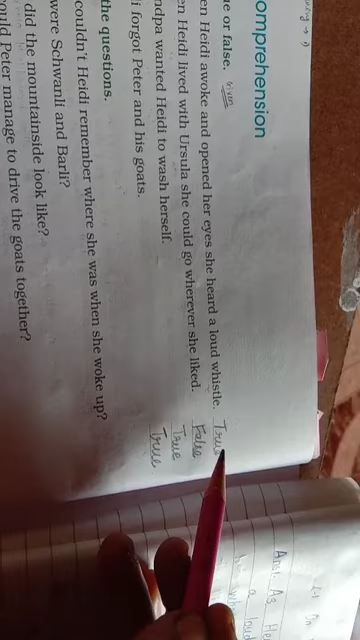 omprehension
ue or false. Given
en Heidi awoke and opened her eyes she heard a loud whistle. True
en Heidi lived with Ursula she could go wherever she liked. False
ndpa wanted Heidi to wash herself. True
i forgot Peter and his goats. True
the questions.
couldn't Heidi remember where she was when she woke up?
were Schwanli and Barli?
did the mountainside look like?
ould Peter manage to drive the goats together?
Ans. As He
a loud